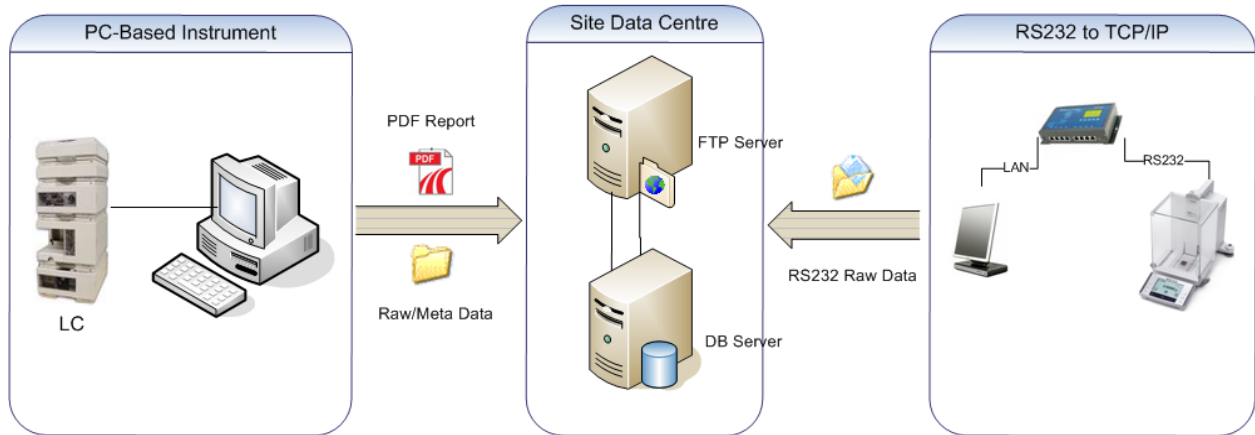 PC-Based Instrument
LC
PDF Report
PDF
Raw/Meta Data
Site Data Centre
FTP Server
DB Server
RS232 Raw Data
RS232 to TCP/IP
LAN
RS232